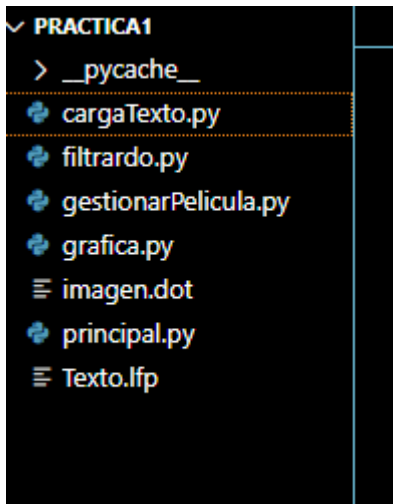 PRACTICA1
__pycache__
cargaTexto.py
filtrardo.py
gestionarPelicula.py
grafica.py
imagen.dot
principal.py
Texto.lfp